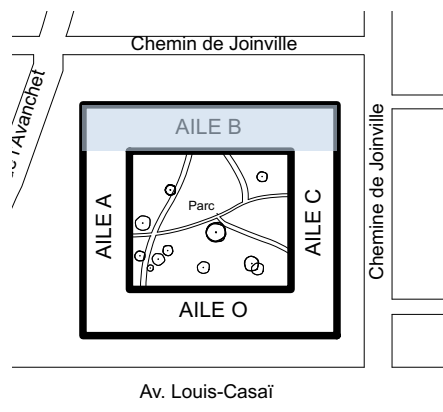 Chemin de Joinville
l'Avanchet
AILE B
AILE A
Parc
AILE C
Chemine de Joinville
AILE O
Av. Louis-Casaï